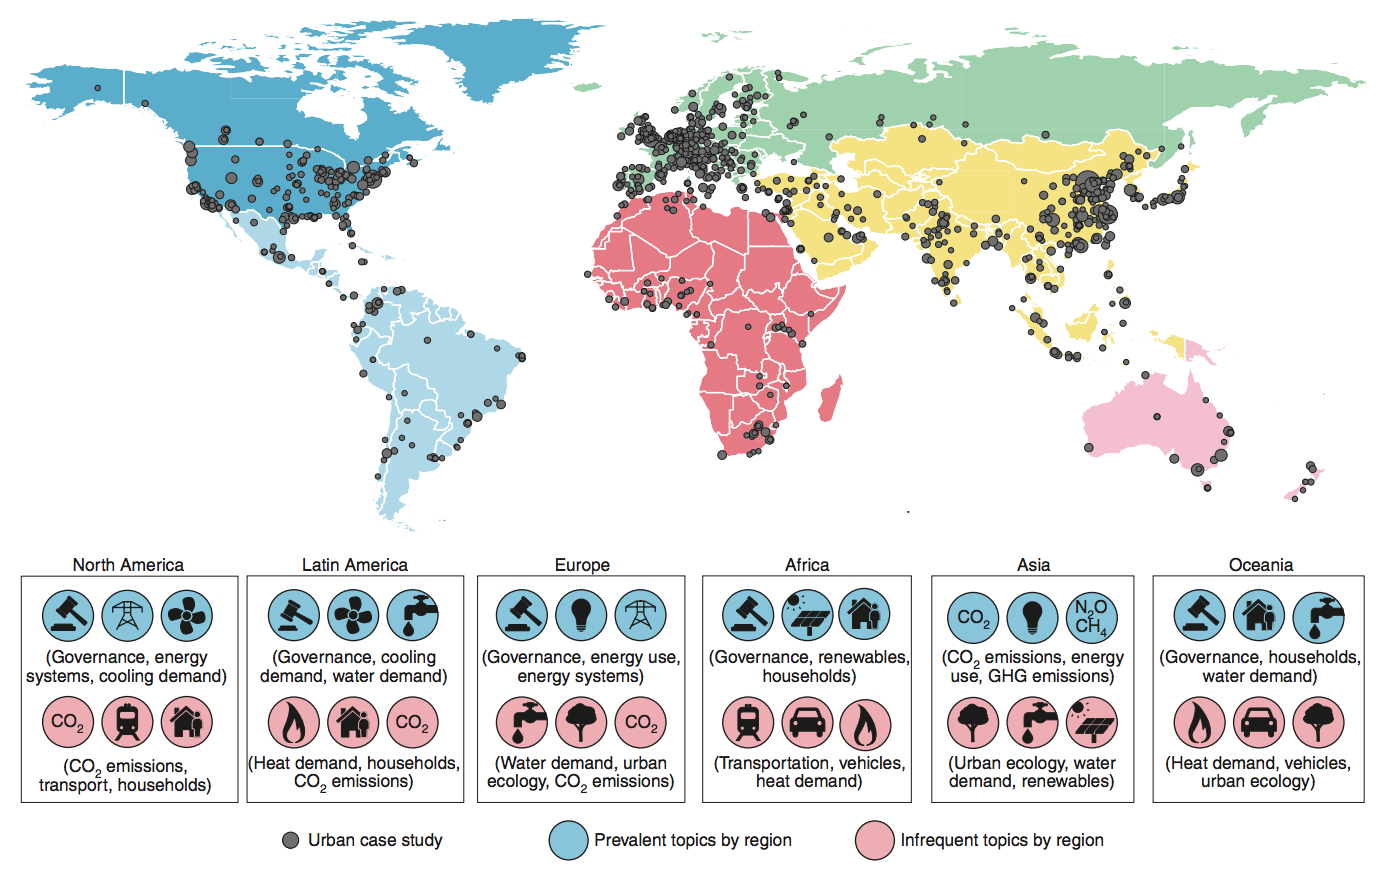 North America
Latin America
Europe
Africa
Asia
Oceania
CO2
N2O
CH4
(Governance, energy
systems, cooling demand)
(Governance, cooling
demand, water demand)
(Governance, energy use,
energy systems)
(Governance, renewables,
households)
(CO2 emissions, energy
use, GHG emissions)
(Governance, households,
water demand)
CO2
CO2
CO2
(CO2 emissions,
transport, households)
(Heat demand, households,
CO2 emissions)
(Water demand, urban
ecology, CO2 emissions)
(Transportation, vehicles,
heat demand)
(Urban ecology, water
demand, renewables)
(Heat demand, vehicles,
urban ecology)
Urban case study
Prevalent topics by region
Infrequent topics by region